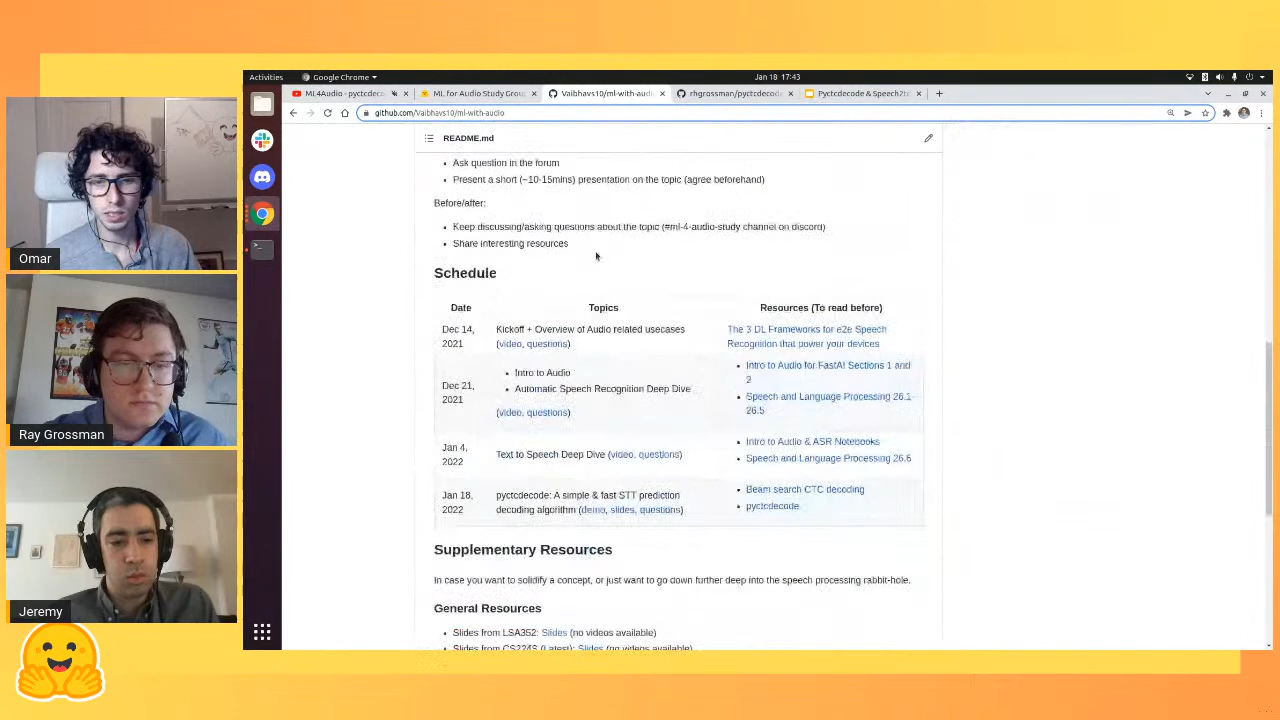 Activities
Google Chrome
Jan 18 17:43
ML4Audio - pyctcdeco
ML for Audio Study Grou
Vaibhavs10/ml-with-audi
rhgrossman/pyctcdecod
Pyctcdecode & Speech2t
github.com/Vaibhavs10/ml-with-audio
README.md
Ask question in the forum
Present a short (~10-15mins) presentation on the topic (agree beforehand)
Before/after:
Keep discussing/asking questions about the topic (#ml-4-audio-study channel on discord)
Share interesting resources
Schedule
Date Topics Resources (To read before)
Dec 14, 2021
Kickoff + Overview of Audio related usecases
(video, questions)
The 3 DL Frameworks for e2e Speech
Recognition that power your devices
Dec 21,
2021
Intro to Audio
Automatic Speech Recognition Deep Dive
(video, questions)
Intro to Audio for FastAI Sections 1 and
2
Speech and Language Processing 26.1-
26.5
Jan 4,
2022
Text to Speech Deep Dive (video, questions)
Intro to Audio & ASR Notebooks
Speech and Language Processing 26.6
Jan 18,
2022
pyctcdecode: A simple & fast STT prediction
decoding algorithm (demo, slides, questions)
Beam search CTC decoding
pyctcdecode
Supplementary Resources
In case you want to solidify a concept, or just want to go down further deep into the speech processing rabbit-hole.
General Resources
Slides from LSA352: Slides (no videos available)
Slides from CS224S (Latest): Slides (no videos available)
Omar
Ray Grossman
Jeremy